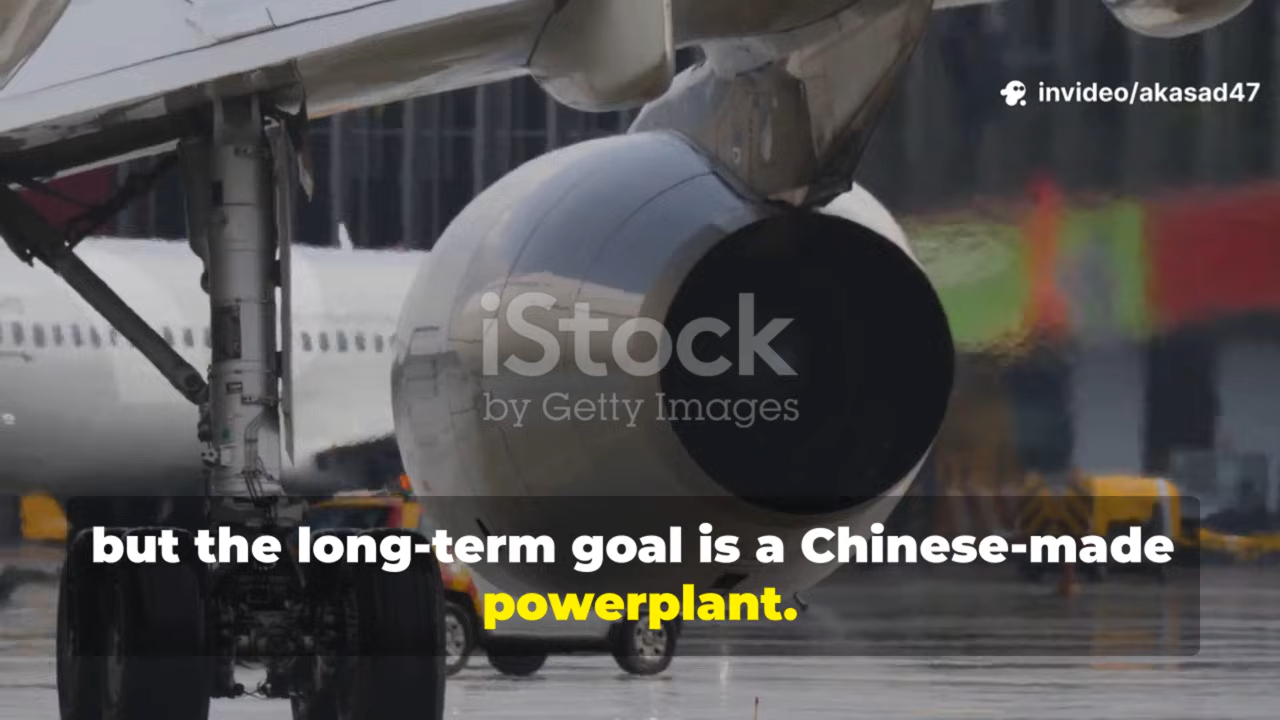 invideo/akasad47
iStock
by Getty Images
but the long-term goal is a Chinese-made
powerplant.